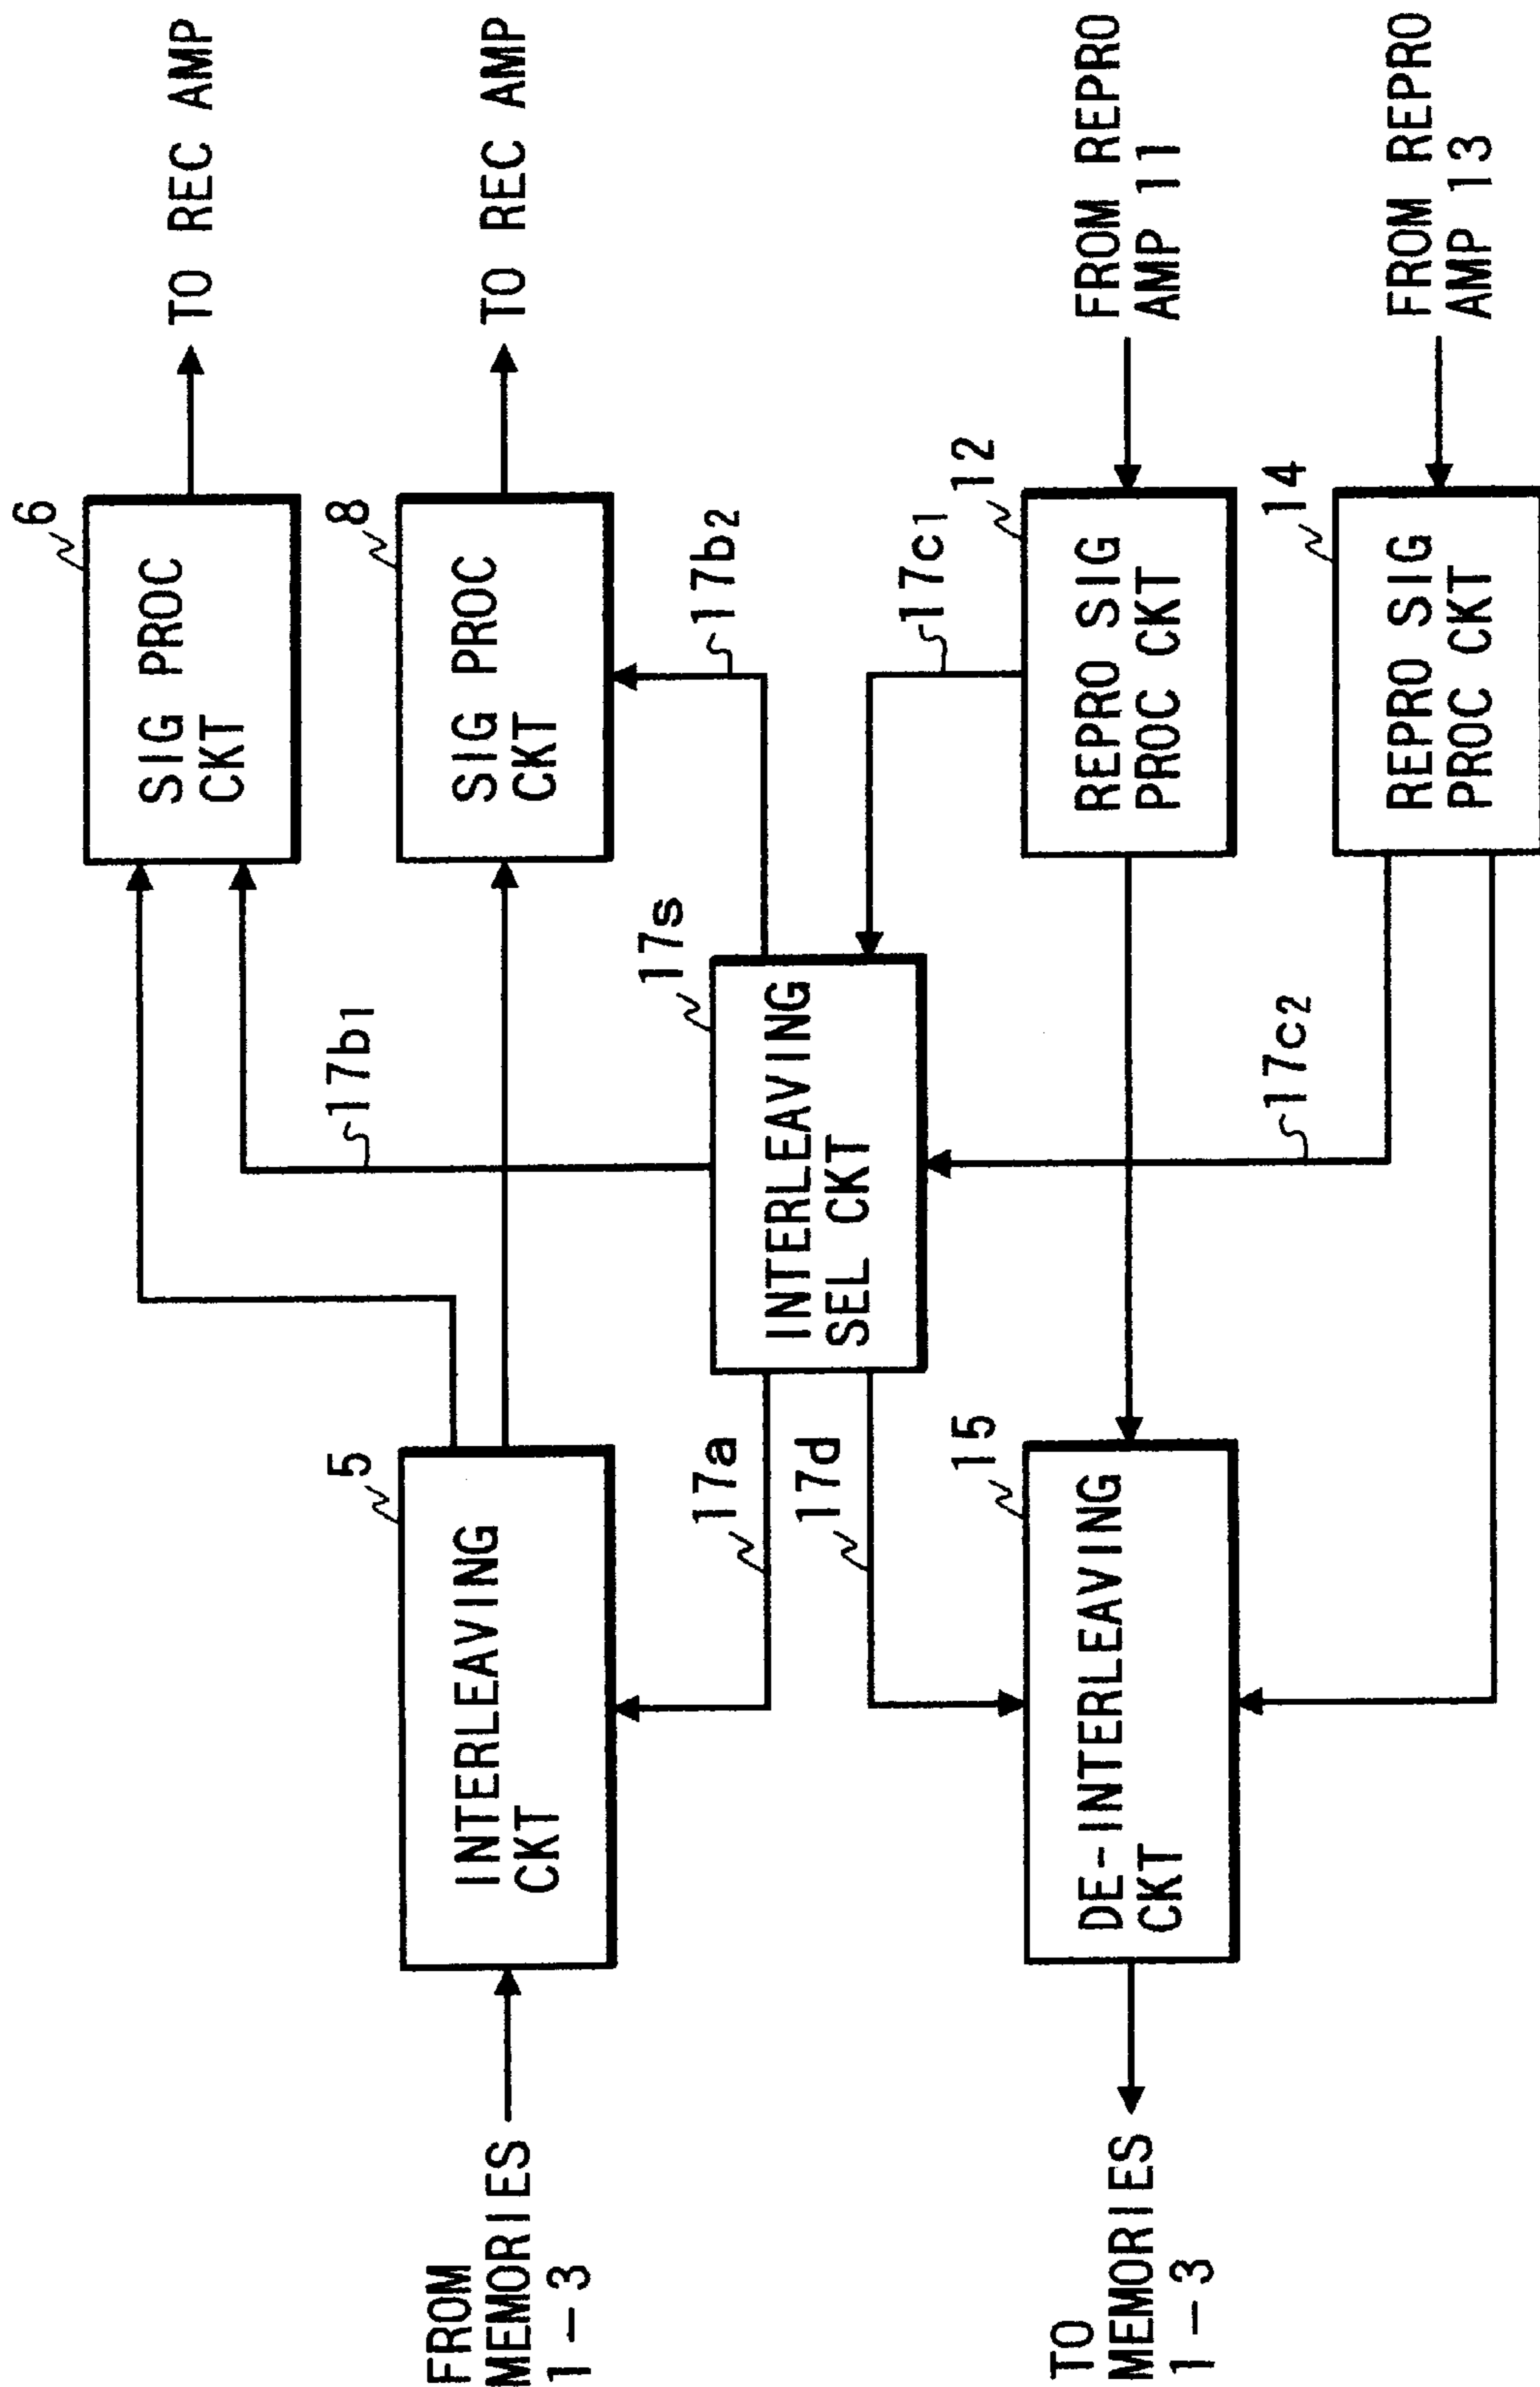 FROM
MEMORIES
1-3
5
INTERLEAVING
CKT
6
SIG PROC
CKT
TO REC AMP
8
SIG PROC
CKT
TO REC AMP
17b1
17b2
17s
INTERLEAVING
SEL CKT
17a
17d
17c1
17c2
12
REPRO SIG
PROC CKT
FROM REPRO
AMP 11
14
REPRO SIG
PROC CKT
FROM REPRO
AMP 13
15
DE-INTERLEAVING
CKT
TO
MEMORIES
1-3